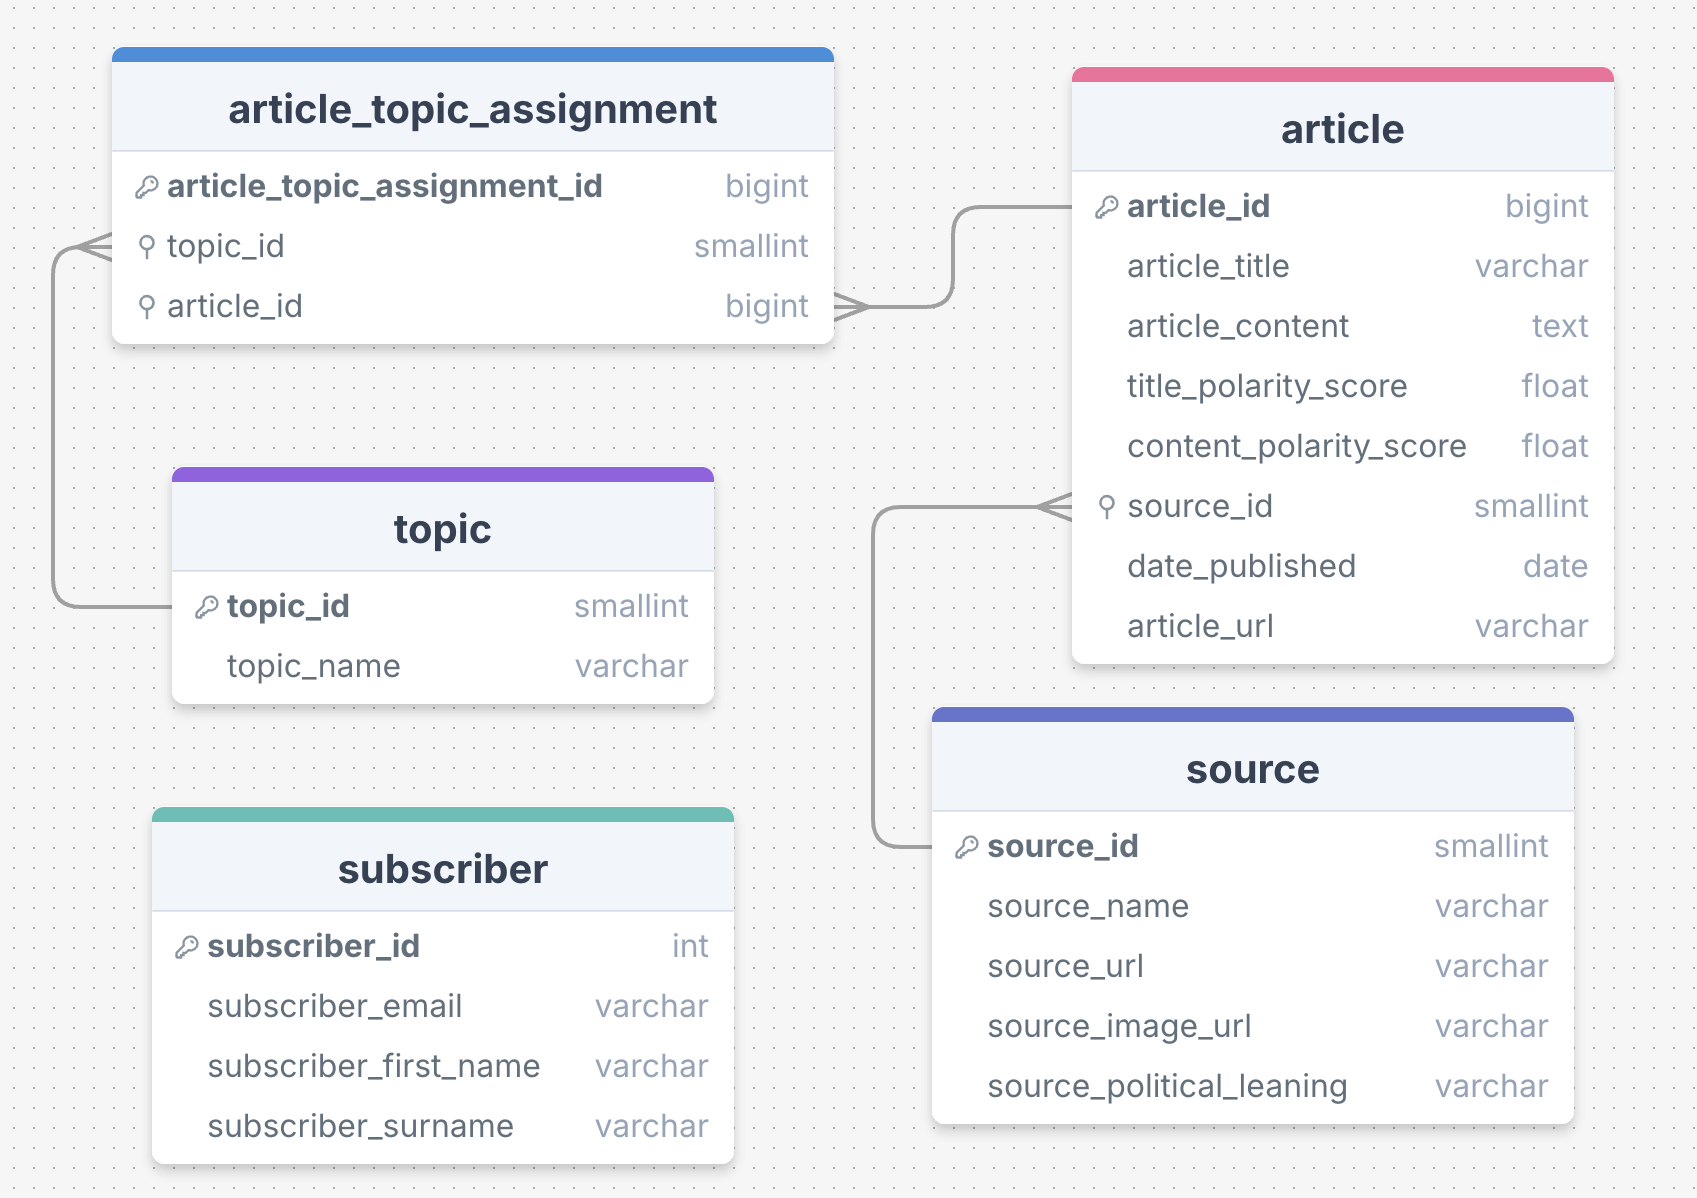 article_topic_assignment
article_topic_assignment_id bigint
topic_id smallint
article_id bigint
article
article_id bigint
article_title varchar
article_content text
title_polarity_score float
content_polarity_score float
source_id smallint
date_published date
article_url varchar
topic
topic_id smallint
topic_name varchar
source
source_id smallint
source_name varchar
source_url varchar
source_image_url varchar
source_political_leaning varchar
subscriber
subscriber_id int
subscriber_email varchar
subscriber_first_name varchar
subscriber_surname varchar